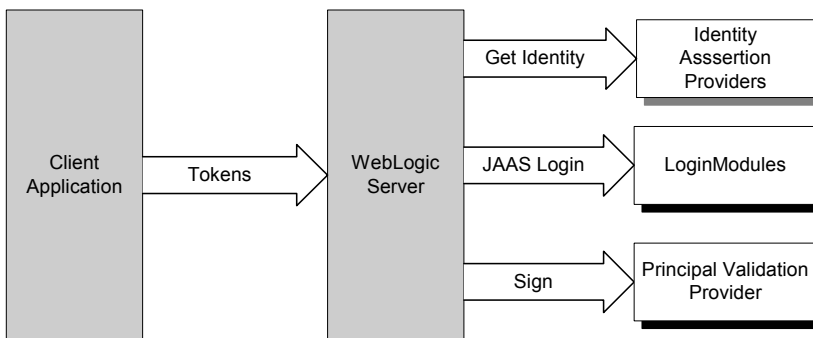 Client
Application
Tokens
WebLogic
Server
Get Identity
Identity
Asssertion
Providers
JAAS Login
LoginModules
Sign
Principal Validation
Provider